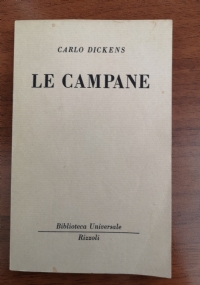 CARLO DICKENS
LE CAMPANE
Biblioteca Universale
Rizzoli